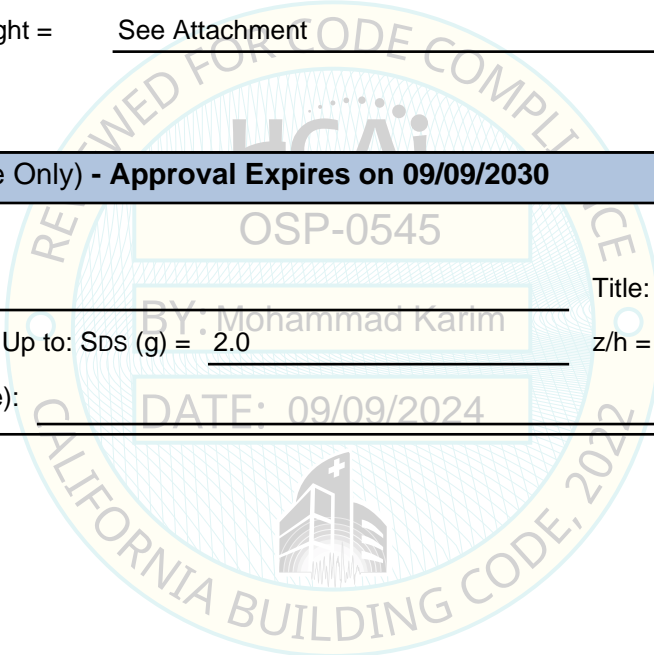 ght = See Attachment
REVIEWED FOR CODE COMPLIANCE
HCAi
e Only) - Approval Expires on 09/09/2030
OSP-0545
Title:
BY: Mohammad Karim
Up to: SDS (g) = 2.0 z/h =
e):
DATE: 09/09/2024
CALIFORNIA BUILDING CODE, 2022